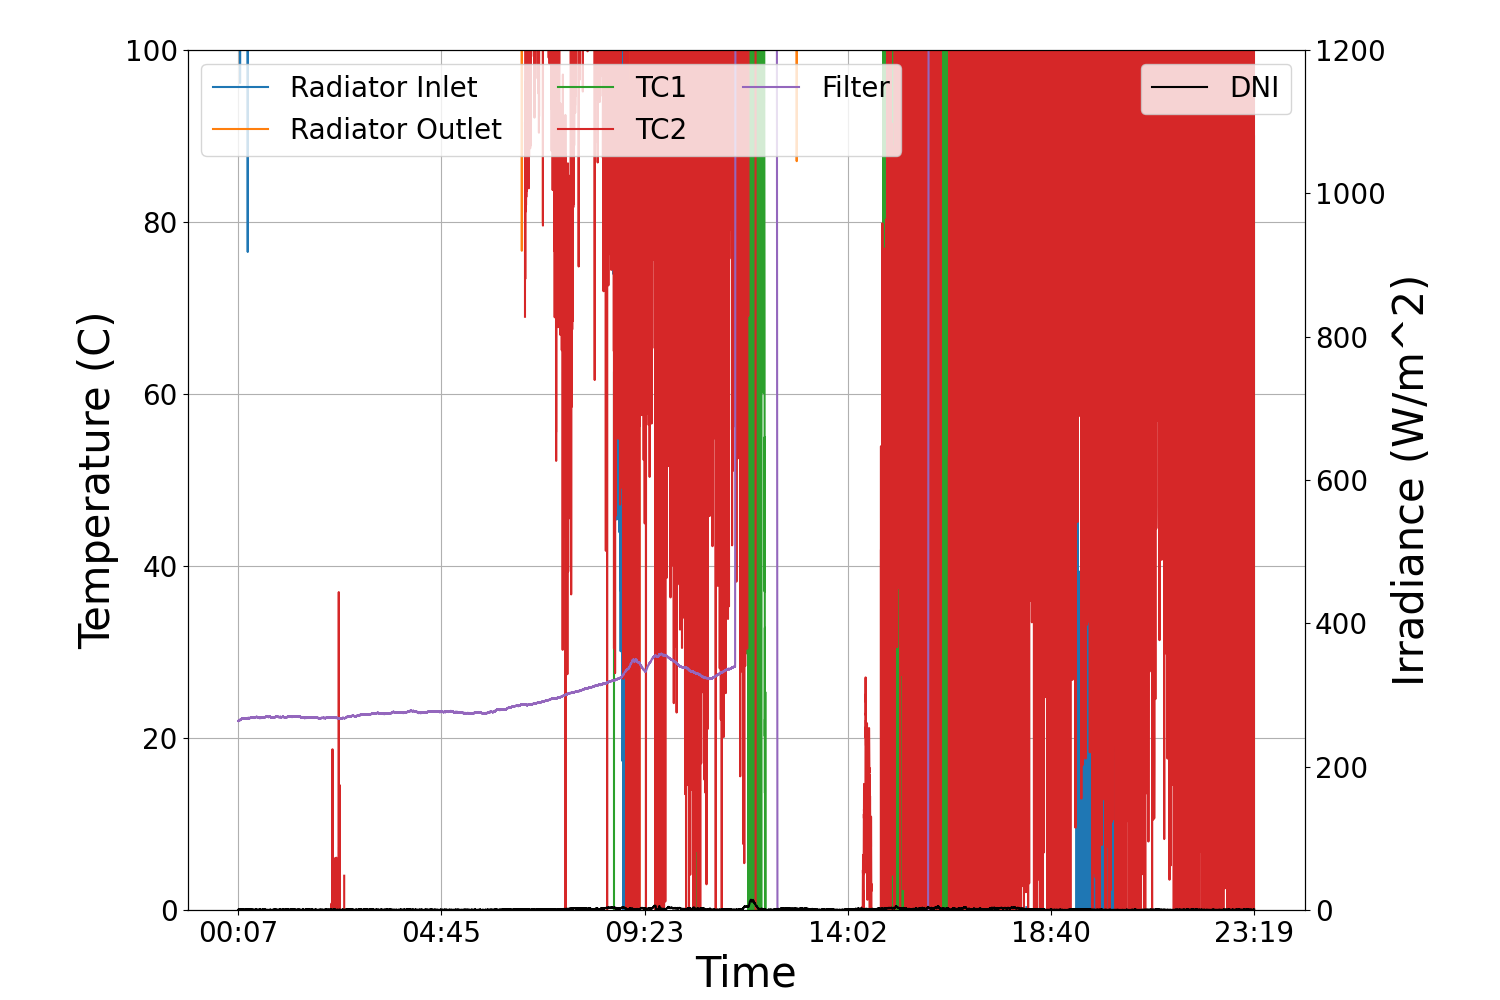 Radiator Inlet
Radiator Outlet
TC1
TC2
Filter
DNI
100
80
60
40
20
0
Temperature (C)
1200
1000
800
600
400
200
0
Irradiance (W/m^2)
00:07 04:45 09:23 14:02 18:40 23:19
Time